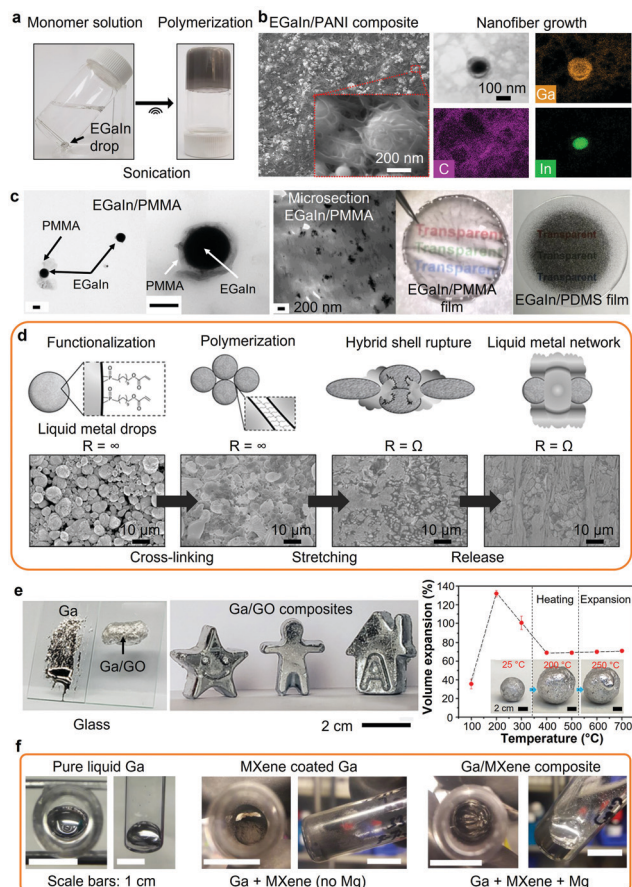 a
Monomer solution
Polymerization
EGaIn
drop
Sonication
b
EGaIn/PANI composite
Nanofiber growth
200 nm
100 nm
Ga
C
In
c
EGaIn/PMMA
PMMA
EGaIn
PMMA
EGaIn
Microsection
EGaIn/PMMA
200 nm
Transparent
Transparent
Transparent
EGaIn/PMMA
film
Transparent
Transparent
Transparent
EGaIn/PDMS film
d
Functionalization
Polymerization
Hybrid shell rupture
Liquid metal network
Liquid metal drops
R = ∞
R = ∞
R = Ω
R = Ω
10 µm
10 µm
10 µm
10 µm
Cross-linking
Stretching
Release
e
Ga
Ga/GO
Glass
Ga/GO composites
A
2 cm
Volume expansion (%)
140
120
100
80
60
40
20
0
Heating
Expansion
25 °C
200 °C
250 °C
2 cm
100 200 300 400 500 600 700
Temperature (°C)
f
Pure liquid Ga
MXene coated Ga
Ga/MXene composite
Scale bars: 1 cm
Ga + MXene (no Mg)
Ga + MXene + Mg